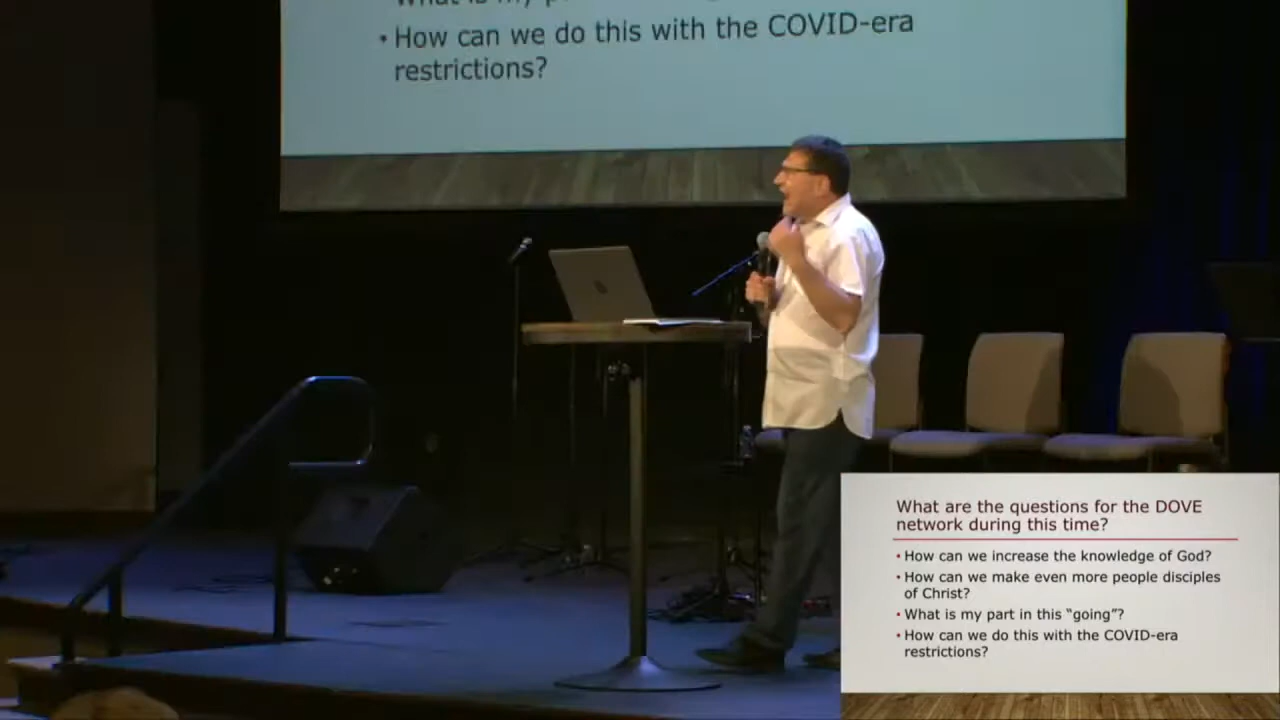 • How can we do this with the COVID-era
restrictions?
What are the questions for the DOVE
network during this time?
• How can we increase the knowledge of God?
• How can we make even more people disciples
of Christ?
• What is my part in this “going”?
• How can we do this with the COVID-era
restrictions?